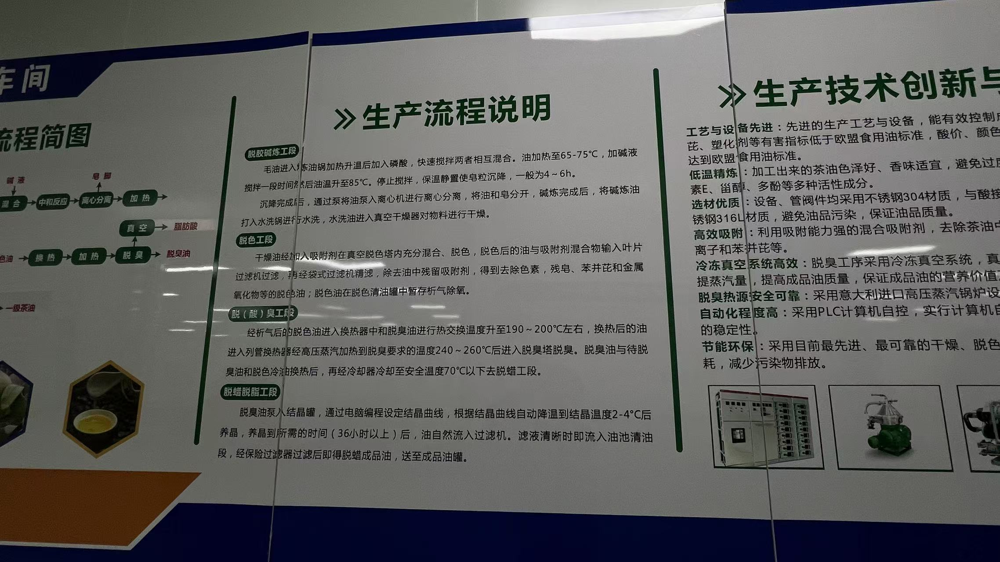 车间
流程简图
碱液
皂脚
混合
中和反应
离心分离
加热
真空
脂肪酸
色油
换热
加热
脱臭
脱臭油
一级茶油
生产流程说明
脱胶碱炼工段
毛油进入炼油锅加热升温后加入磷酸，快速搅拌两者相互混合。油加热至65-75℃，加碱液
搅拌一段时间然后油温升至85℃。停止搅拌，保温静置使皂粒沉降，一般为4~6h。
沉降完成后，通过泵将油泵入离心机进行离心分离，将油和皂分开，碱炼完成后，将碱炼油
打入水洗锅进行水洗，水洗油进入真空干燥器对物料进行干燥。
脱色工段
干燥油经加入吸附剂在真空脱色塔内充分混合、脱色，脱色后的油与吸附剂混合物输入叶片
过滤机过滤，再经袋式过滤机精滤，除去油中残留吸附剂，得到去除色素，残皂、苯并芘和金属
氧化物等的脱色油；脱色油在脱色清油罐中暂存析气除氧。
脱（酸）臭工段
经析气后的脱色油进入换热器中和脱臭油进行热交换温度升至190~200℃左右，换热后的油
进入列管换热器经高压蒸汽加热到脱臭要求的温度240~260℃后进入脱臭塔脱臭。脱臭油与待脱
臭油和脱色冷油换热后，再经冷却器冷却至安全温度70℃以下去脱蜡工段。
脱蜡脱脂工段
脱臭油泵入结晶罐，通过电脑编程设定结晶曲线，根据结晶曲线自动降温到结晶温度2-4°C后
养晶，养晶到所需的时间（36小时以上）后，油自然流入过滤机。滤液清晰时即流入油池清油
段，经保险过滤器过滤后即得脱蜡成品油，送至成品油罐。
生产技术创新与
工艺与设备先进：先进的生产工艺与设备，能有效控制成
芘、塑化剂等有害指标低于欧盟食用油标准，酸价、颜色
达到欧盟食用油标准。
低温精炼：加工出来的茶油色泽好、香味适宜，避免过度
素E、甾醇、多酚等多种活性成分。
选材优质：设备、管阀件均采用不锈钢304材质，与酸接
锈钢316L材质，避免油品污染，保证油品质量。
高效吸附：利用吸附能力强的混合吸附剂，去除茶油中
离子和苯并芘等。
冷冻真空系统高效：脱臭工序采用冷冻真空系统，真
提蒸汽量，提高成品油质量，保证成品油的营养价值
脱臭热源安全可靠：采用意大利进口高压蒸汽锅炉设
自动化程度高：采用PLC计算机自控，实行计算机自
的稳定性。
节能环保：采用目前最先进、最可靠的干燥、脱色
耗，减少污染物排放。